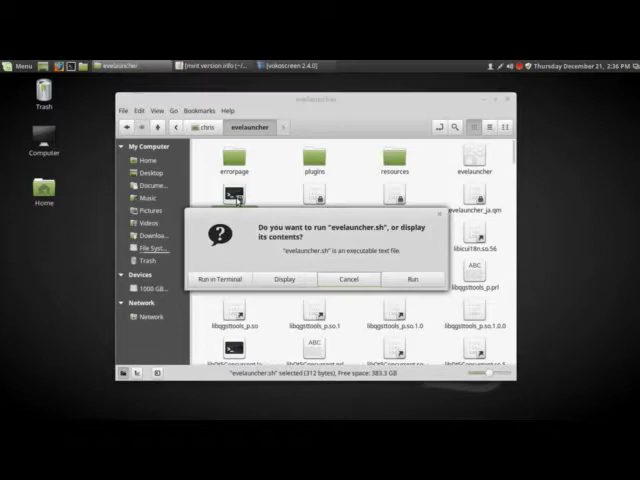 Menu
evelauncher
[mint version info (~/...
[vokoscreen 2.4.0]
Thursday December 21, 2:36 PM
Trash
Computer
Home
evelauncher
File Edit View Go Bookmarks Help
chris evelauncher
My Computer
Home
Desktop
Docume...
Music
Pictures
Videos
Downloa...
File Syst...
Trash
Devices
1000 GB...
Network
Network
errorpage plugins resources evelauncher
evelauncher_ja.qm
Do you want to run "evelauncher.sh", or display
its contents?
"evelauncher.sh" is an executable text file.
Run in Terminal Display Cancel Run
libicui18n.so.56
libqgsttools_p.prl
libqgsttools_p.so libqgsttools_p.so.1 libqgsttools_p.so.1.0 libqgsttools_p.so.1.0.0
ABC
ABC
"evelauncher.sh" selected (312 bytes), Free space: 383.3 GB